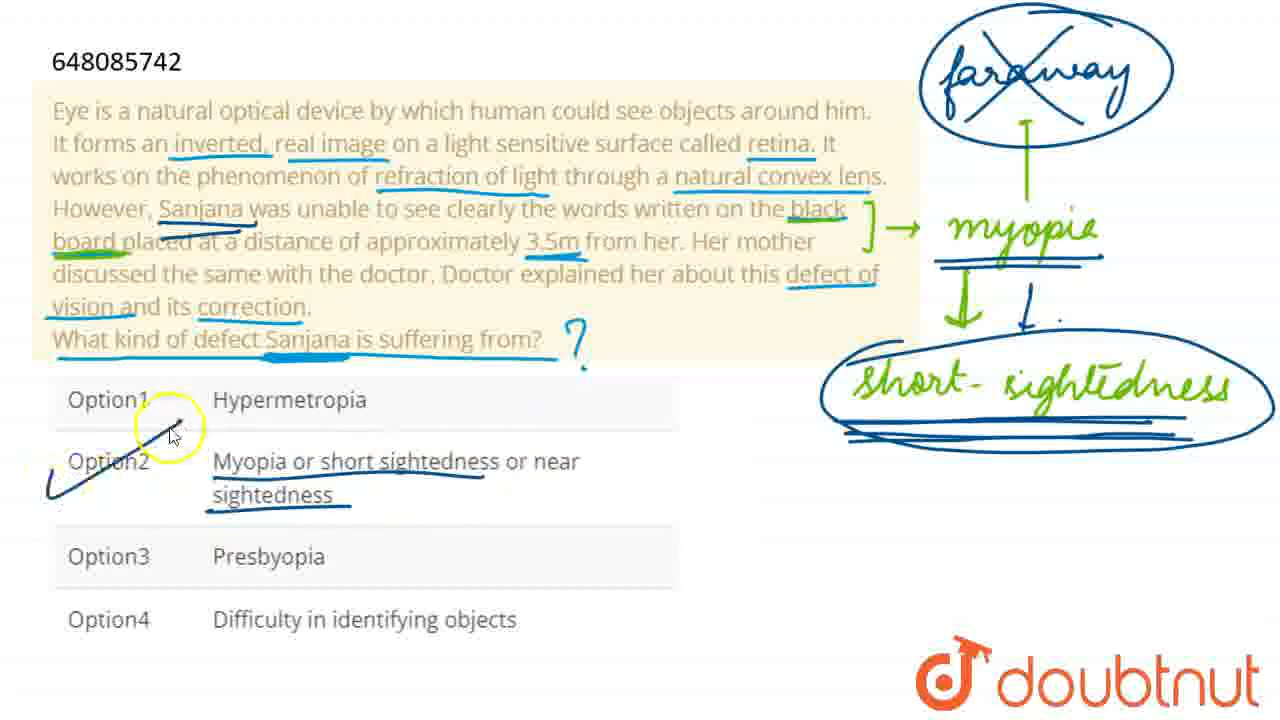 648085742
Eye is a natural optical device by which human could see objects around him.
It forms an inverted, real image on a light sensitive surface called retina. It
works on the phenomenon of refraction of light through a natural convex lens.
However, Sanjana was unable to see clearly the words written on the black
board placed at a distance of approximately 3.5m from her. Her mother
discussed the same with the doctor. Doctor explained her about this defect of
vision and its correction.
What kind of defect Sanjana is suffering from?
?
Option1 Hypermetropia
Option2 Myopia or short sightedness or near
sightedness
Option3 Presbyopia
Option4 Difficulty in identifying objects
faraway
myopia
short-sightedness
doubtnut